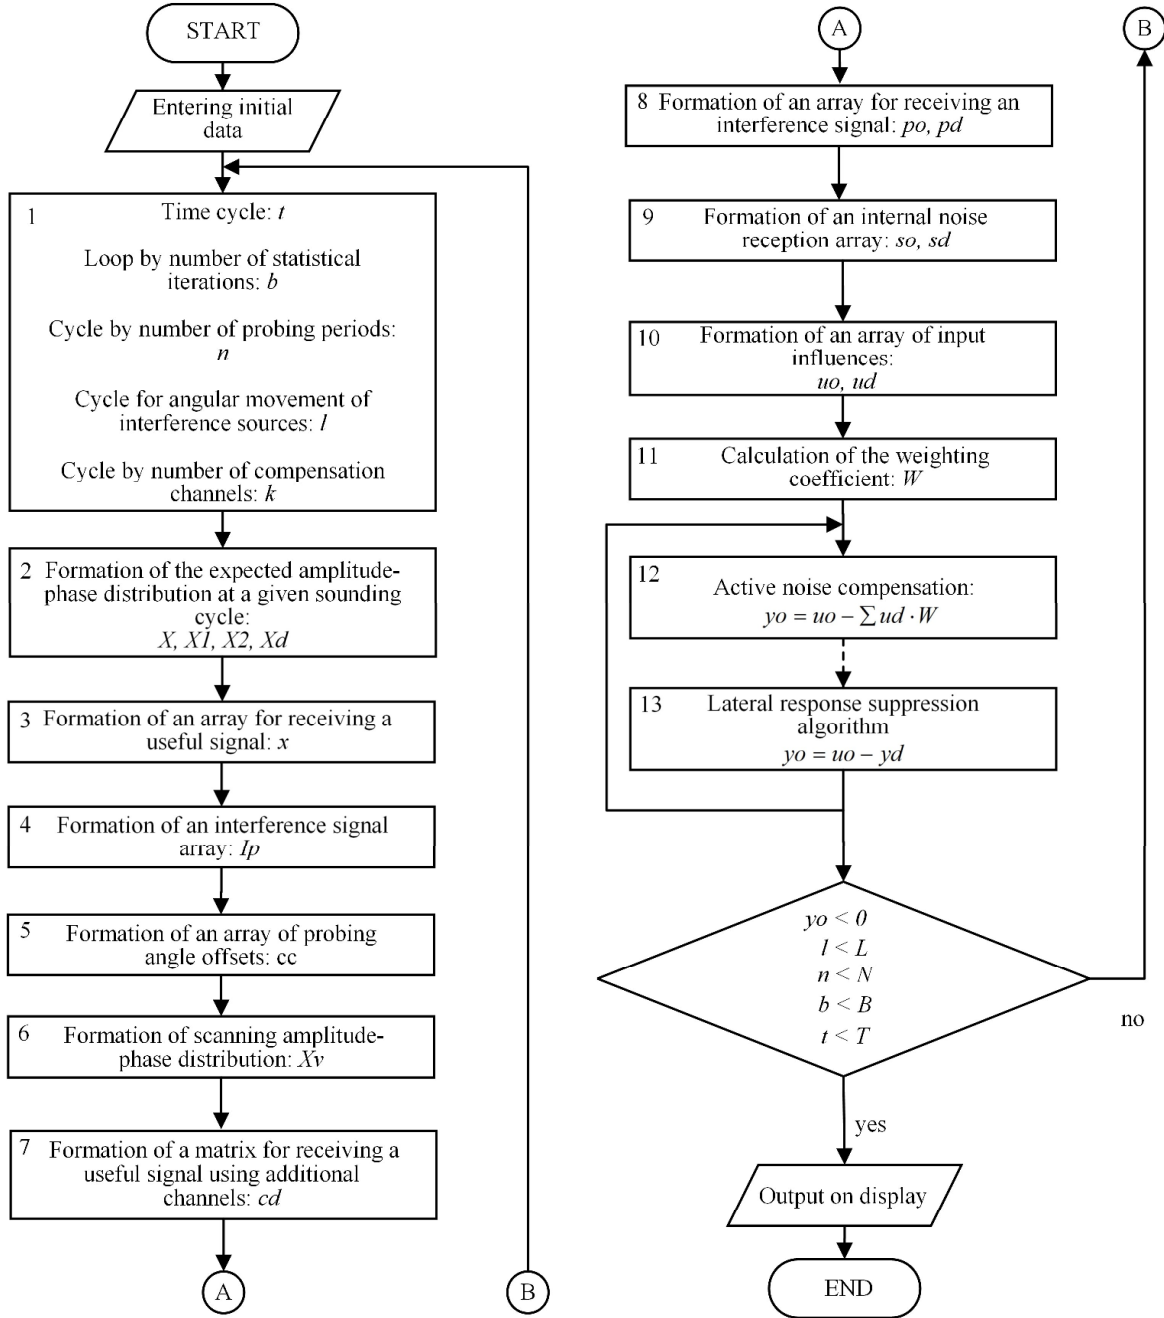 START
Entering initial
data
1
Time cycle: t
Loop by number of statistical
iterations: b
Cycle by number of probing periods:
n
Cycle for angular movement of
interference sources: l
Cycle by number of compensation
channels: k
2 Formation of the expected amplitude-
phase distribution at a given sounding
cycle:
X, X1, X2, Xd
3 Formation of an array for receiving a
useful signal: x
4 Formation of an interference signal
array: Ip
5 Formation of an array of probing
angle offsets: cc
6 Formation of scanning amplitude-
phase distribution: Xv
7 Formation of a matrix for receiving a
useful signal using additional
channels: cd
A
B
A
B
8 Formation of an array for receiving an
interference signal: po, pd
9 Formation of an internal noise
reception array: so, sd
10 Formation of an array of input
influences:
uo, ud
11 Calculation of the weighting
coefficient: W
12
Active noise compensation:
yo = uo − ∑ ud · W
13 Lateral response suppression
algorithm
yo = uo − yd
yo < 0
l < L
n < N
b < B
t < T
no
yes
Output on display
END